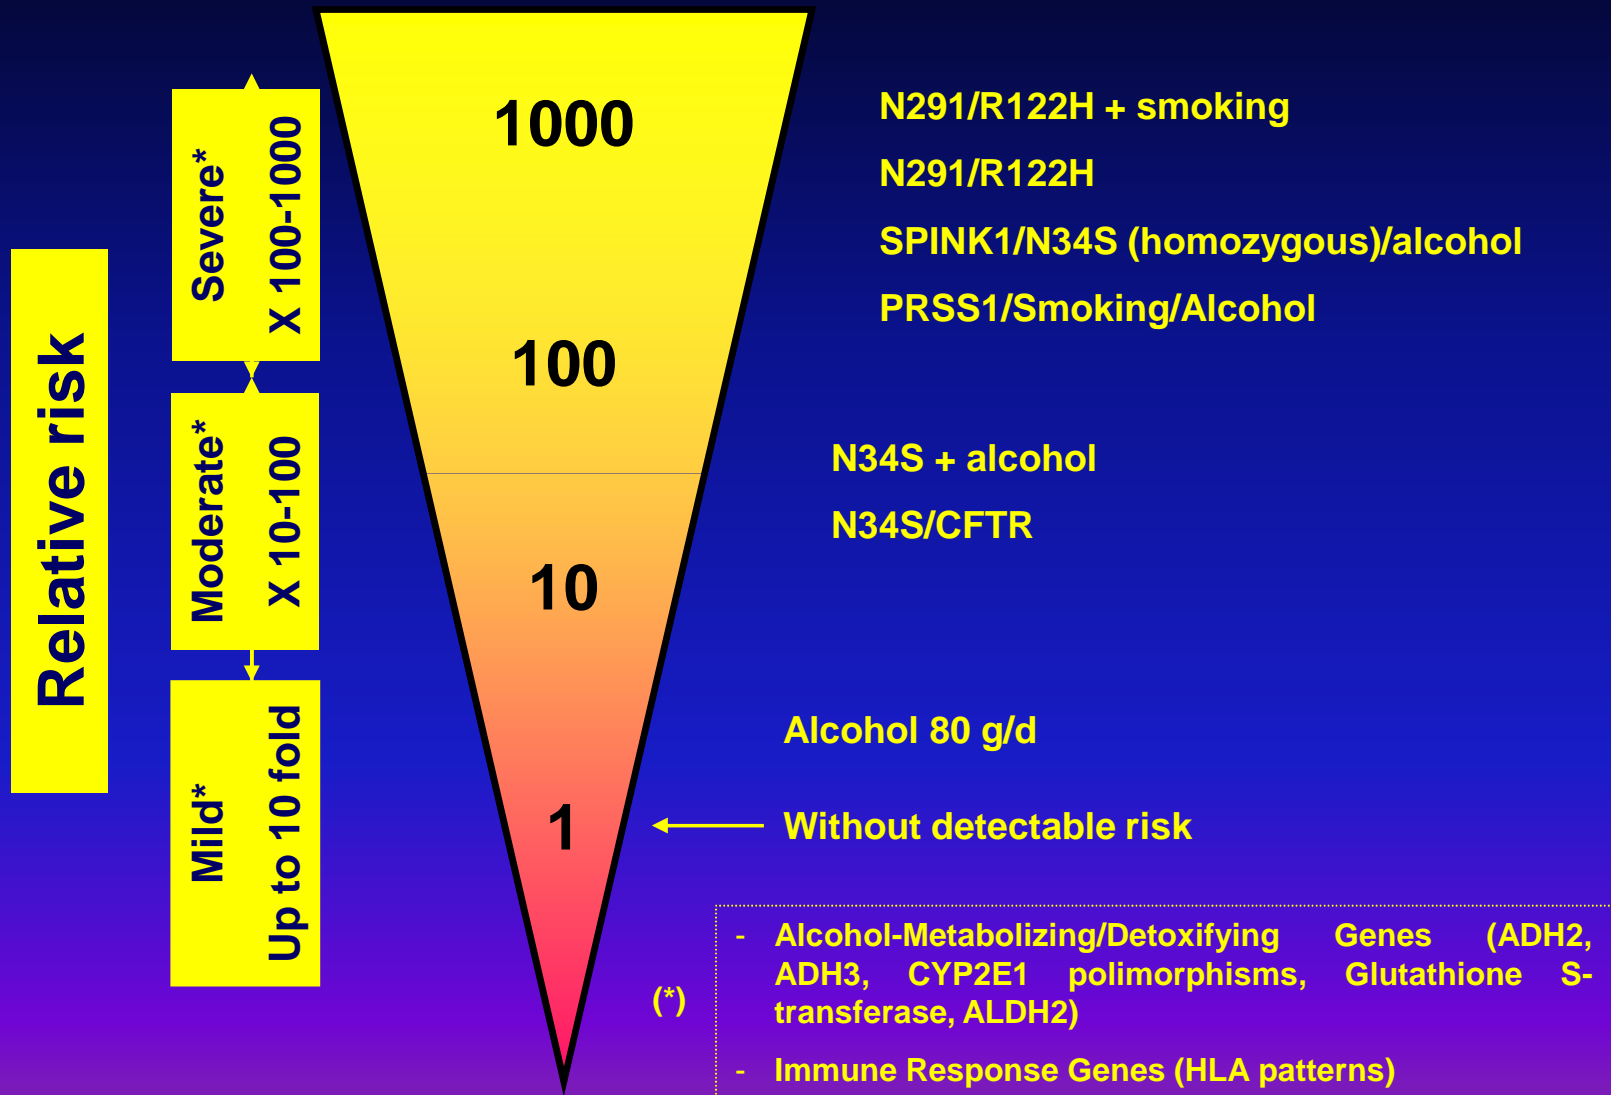 Relative risk
Severe*
X 100-1000
Moderate*
X 10-100
Mild*
Up to 10 fold
1000
100
10
1
N291/R122H + smoking
N291/R122H
SPINK1/N34S (homozygous)/alcohol
PRSS1/Smoking/Alcohol
N34S + alcohol
N34S/CFTR
Alcohol 80 g/d
Without detectable risk
(*)
- Alcohol-Metabolizing/Detoxifying Genes (ADH2,
ADH3, CYP2E1 polimorphisms, Glutathione S-
transferase, ALDH2)
- Immune Response Genes (HLA patterns)